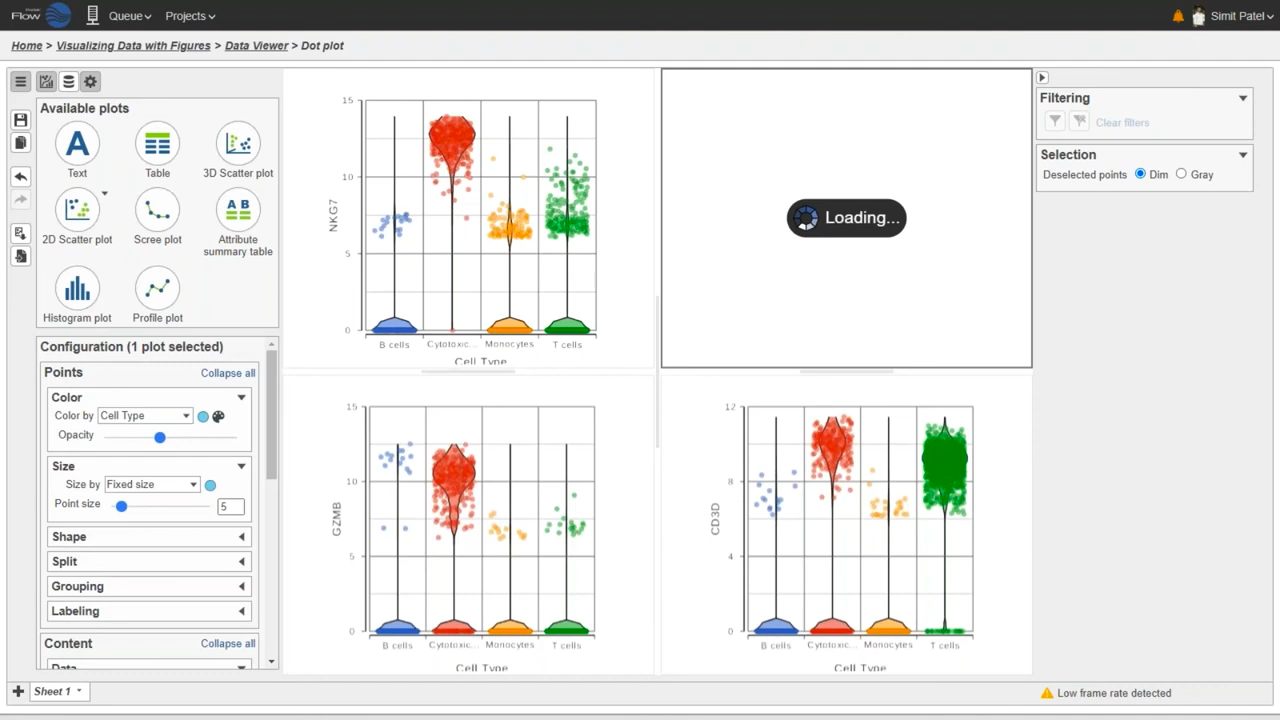 Flow Queue Projects Simit Patel
Home > Visualizing Data with Figures > Data Viewer > Dot plot
Available plots
A
Text Table 3D Scatter plot
A B
2D Scatter plot Scree plot Attribute
summary table
Histogram plot Profile plot
Configuration (1 plot selected)
Points Collapse all
Color
Color by Cell Type
Opacity
Size
Size by Fixed size
Point size 5
Shape
Split
Grouping
Labeling
Content Collapse all
Data
15
10
5
0
NKG7
B cells Cytotoxic... Monocytes T cells
Cell Type
Loading...
15
10
5
0
GZMB
B cells Cytotoxic... Monocytes T cells
Cell Type
12
8
4
0
CD3D
B cells Cytotoxic... Monocytes T cells
Cell Type
Filtering
Clear filters
Selection
Deselected points Dim Gray
Sheet 1
Low frame rate detected